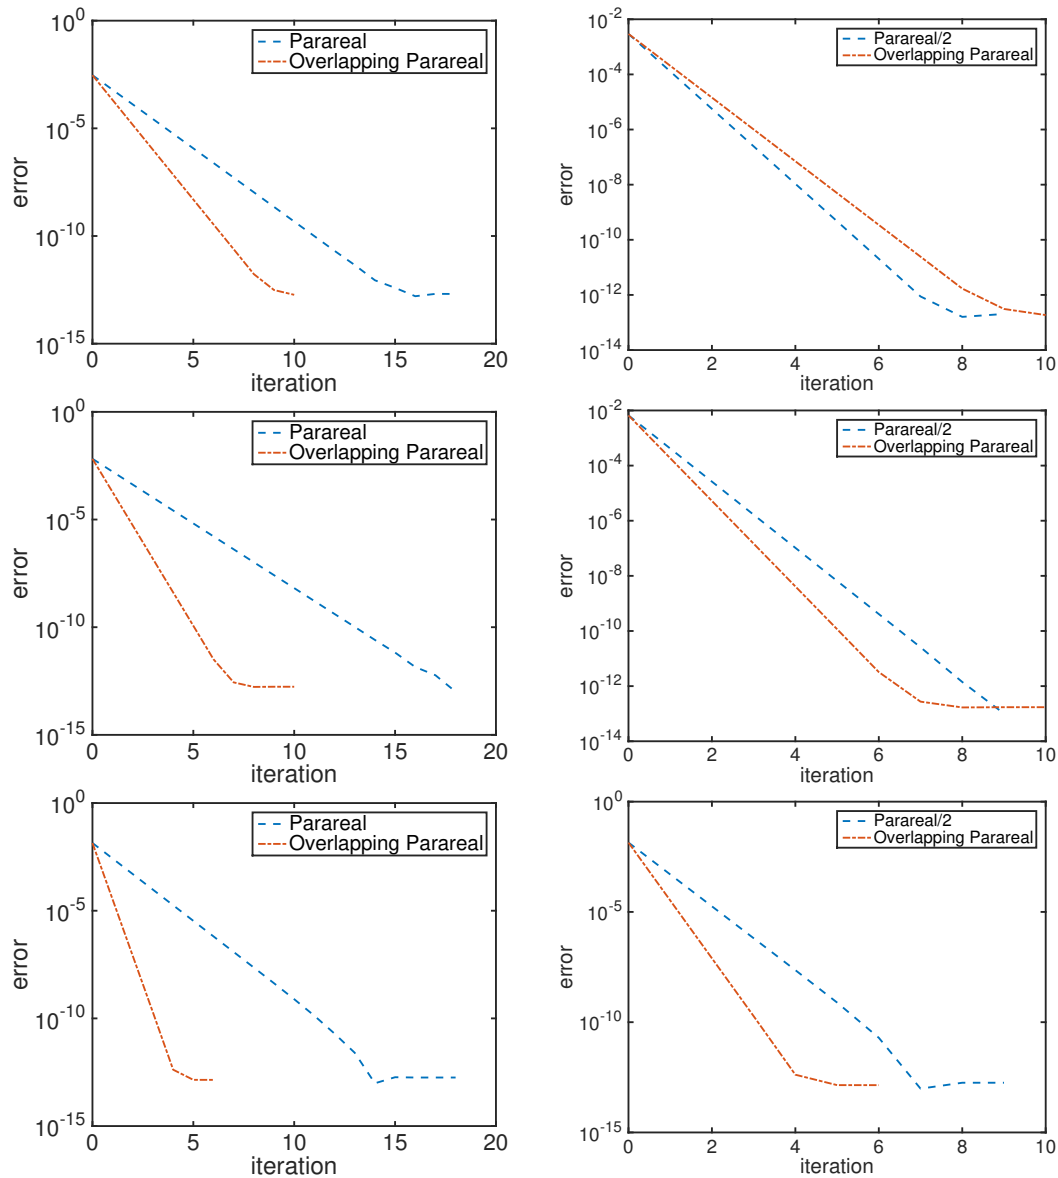 10^0
Parareal
Overlapping Parareal
10^-5
error
10^-10
10^-15
0 5 10 15 20
iteration
10^-2
Parareal/2
Overlapping Parareal
10^-4
10^-6
error
10^-8
10^-10
10^-12
10^-14
0 2 4 6 8 10
iteration
10^0
Parareal
Overlapping Parareal
10^-5
error
10^-10
10^-15
0 5 10 15 20
iteration
10^-2
Parareal/2
Overlapping Parareal
10^-4
10^-6
error
10^-8
10^-10
10^-12
10^-14
0 2 4 6 8 10
iteration
10^0
Parareal
Overlapping Parareal
10^-5
error
10^-10
10^-15
0 5 10 15 20
iteration
10^0
Parareal/2
Overlapping Parareal
10^-5
error
10^-10
10^-15
0 2 4 6 8 10
iteration